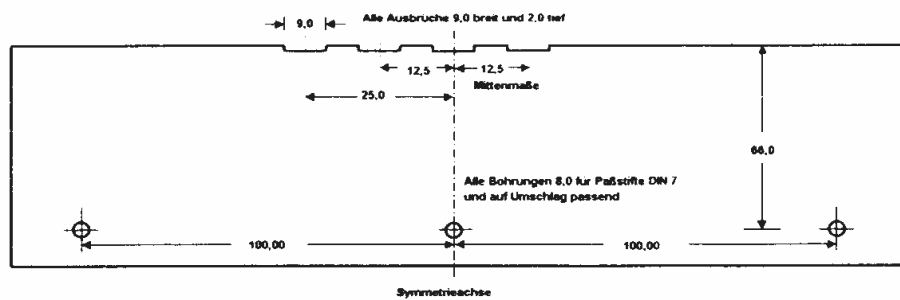 9,0
Alle Ausbrüche 9,0 breit und 2,0 tief
12,5
12,5
Mittenmaße
25,0
66,0
Alle Bohrungen 8,0 für Paßstifte DIN 7
und auf Umschlag passend
100,00
100,00
Symmetrieachse